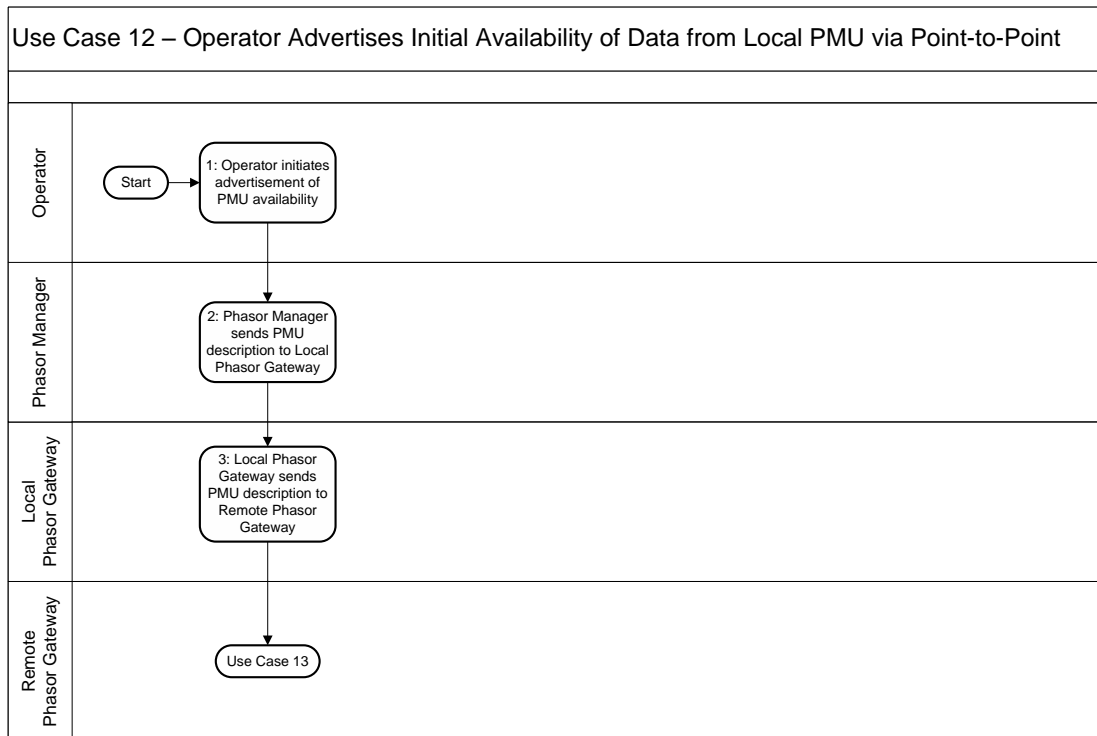 Use Case 12 – Operator Advertises Initial Availability of Data from Local PMU via Point-to-Point
Operator
Start
1: Operator initiates
advertisement of
PMU availability
Phasor Manager
2: Phasor Manager
sends PMU
description to Local
Phasor Gateway
Local
Phasor Gateway
3: Local Phasor
Gateway sends
PMU description to
Remote Phasor
Gateway
Remote
Phasor Gateway
Use Case 13